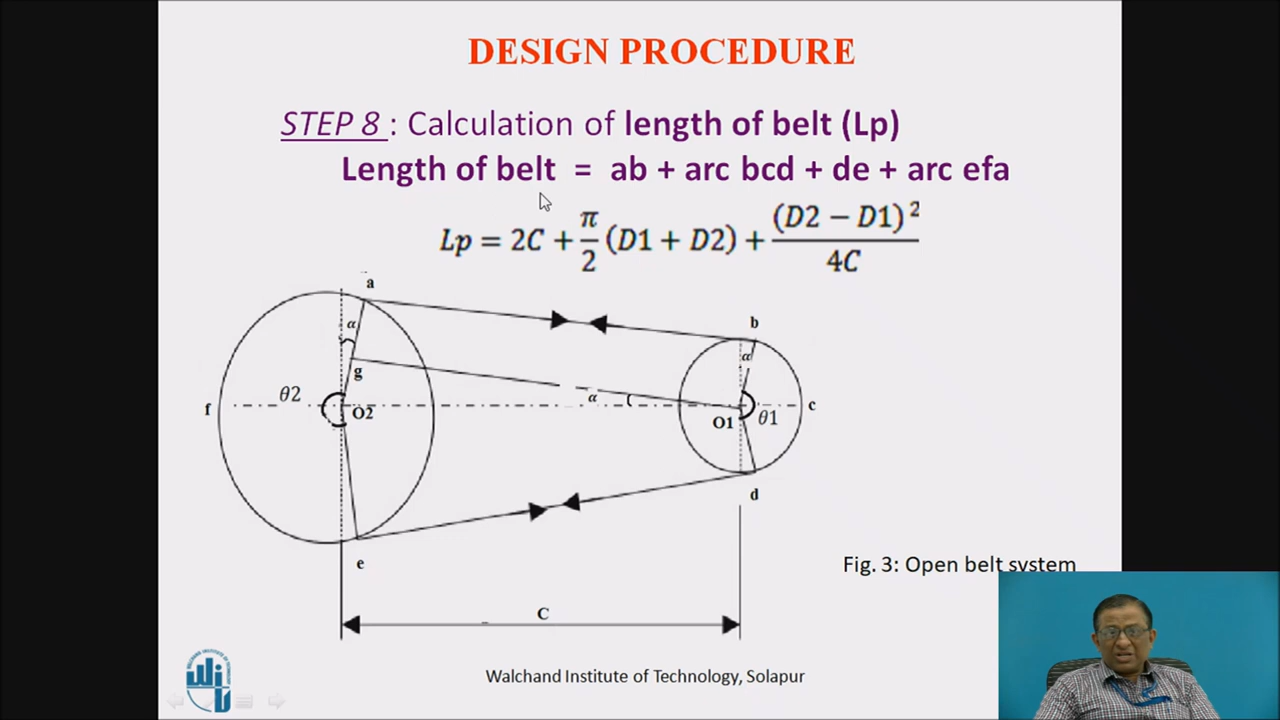 DESIGN PROCEDURE
STEP 8 : Calculation of length of belt (Lp)
Length of belt = ab + arc bcd + de + arc efa
Lp = 2C + π/2 (D1 + D2) + (D2 − D1)²/4C
a
b
α
α
g
α
θ2
f
O2
O1
θ1
c
d
e
C
Fig. 3: Open belt system
Walchand Institute of Technology, Solapur